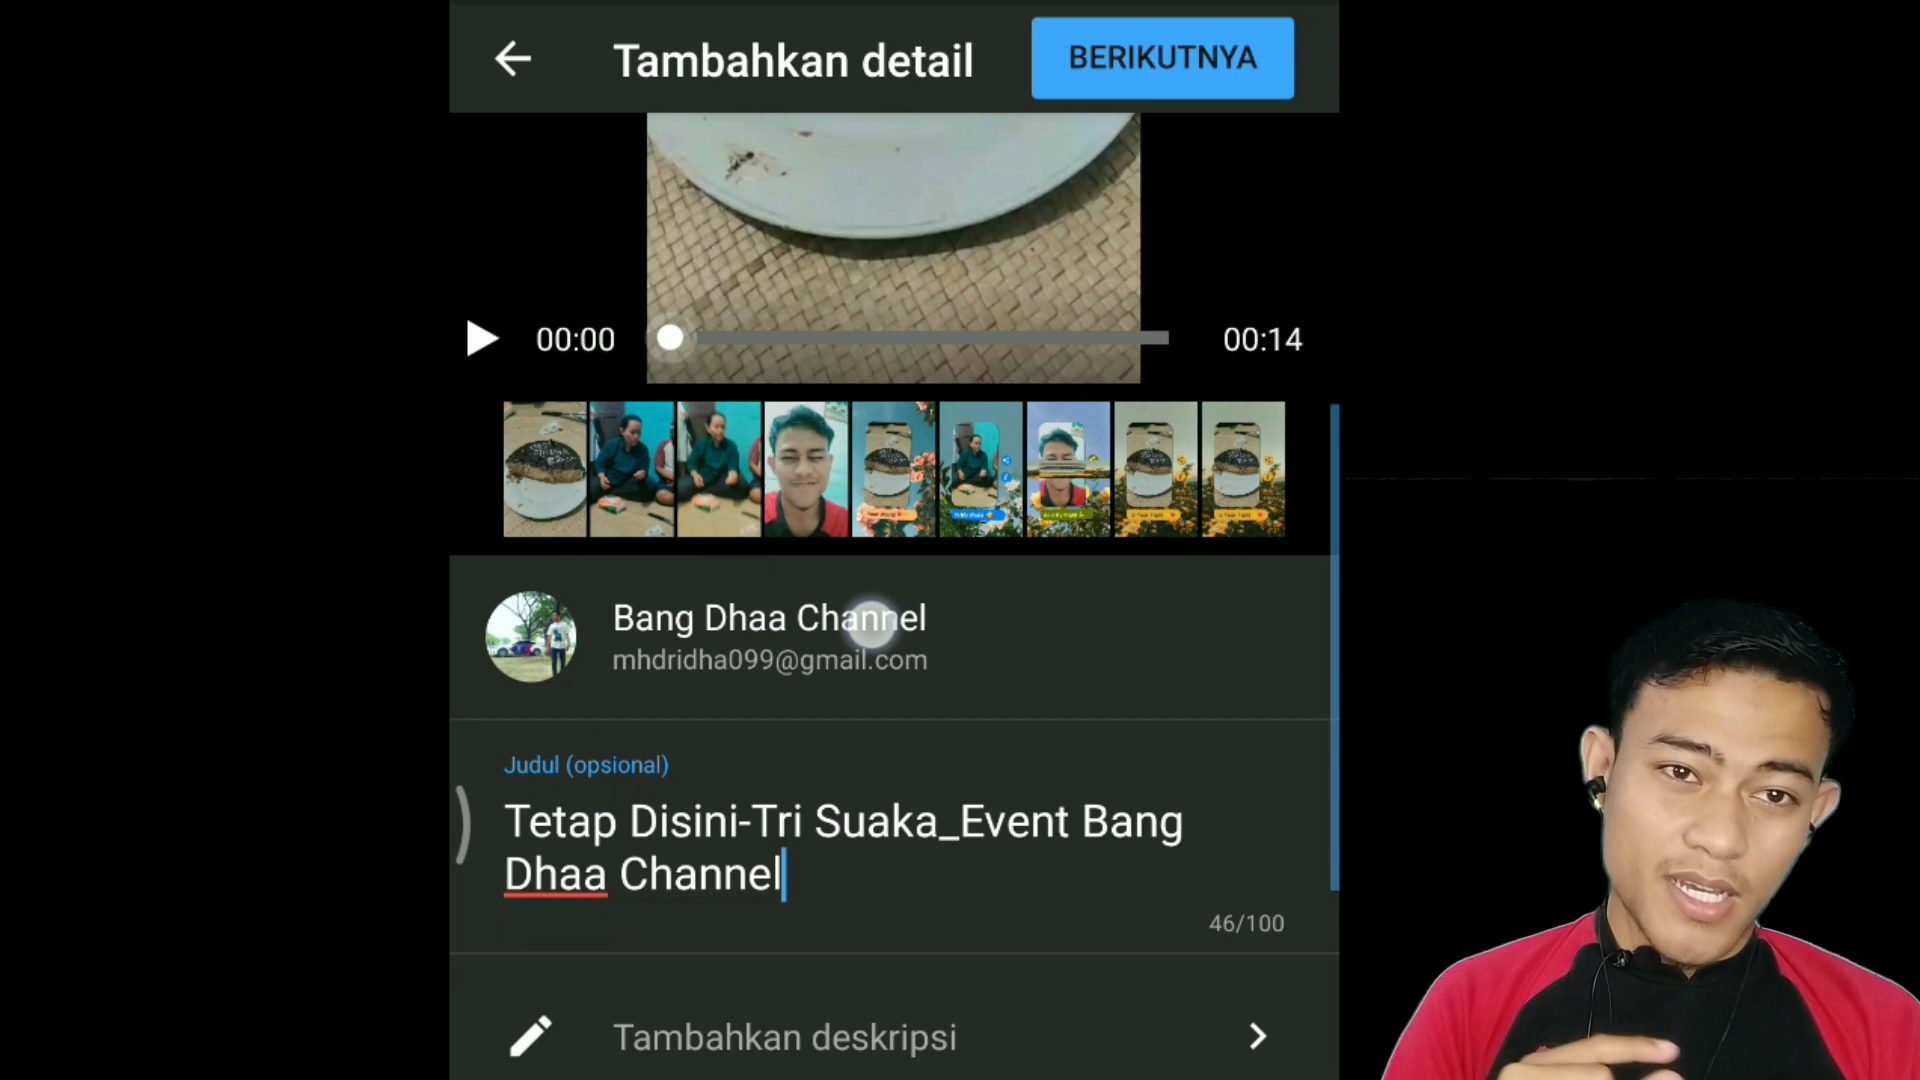 Tambahkan detail
BERIKUTNYA
00:00
00:14
Bang Dhaa Channel
mhdridha099@gmail.com
Judul (opsional)
Tetap Disini-Tri Suaka_Event Bang
Dhaa Channel
46/100
Tambahkan deskripsi